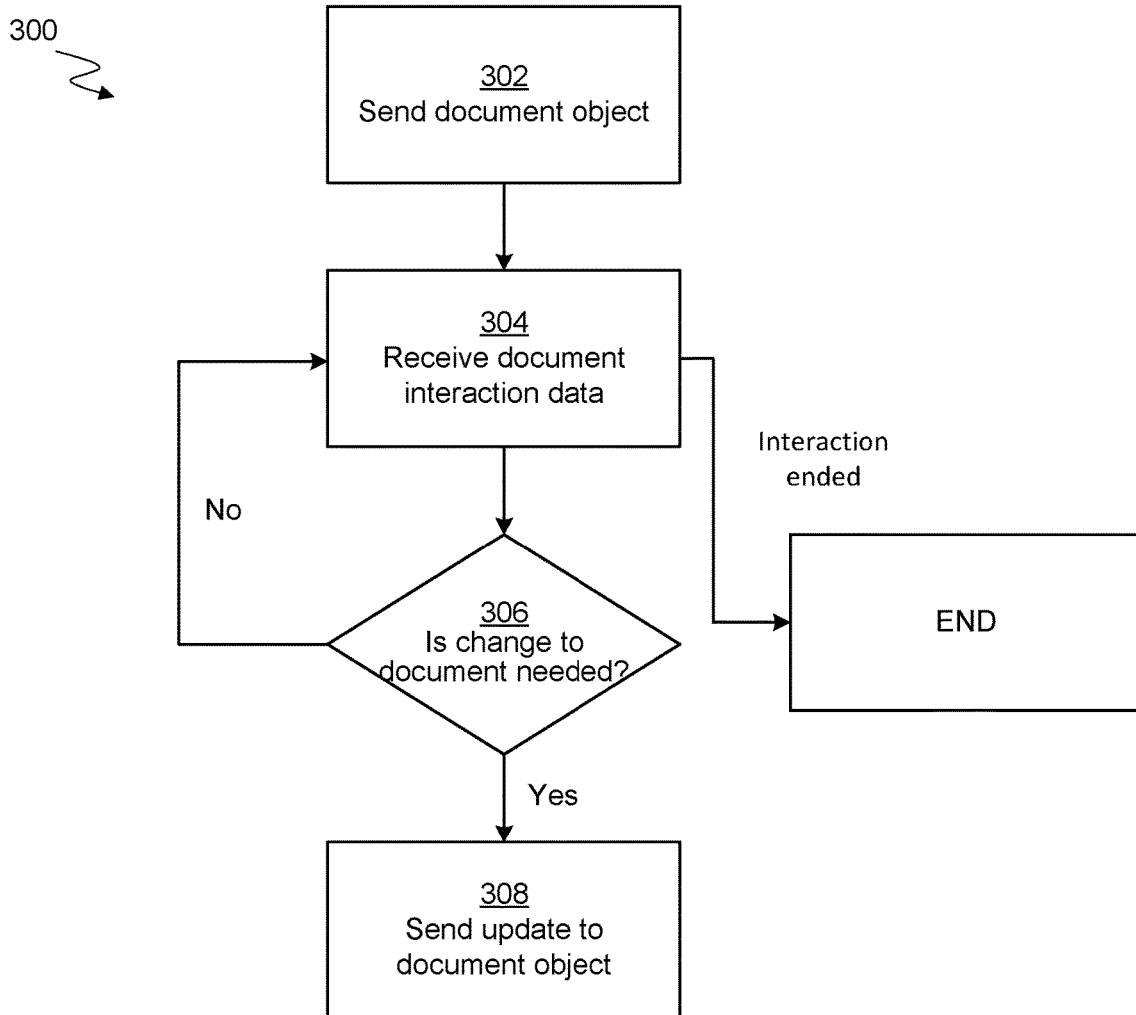 300
302
Send document object
304
Receive document
interaction data
Interaction
ended
No
306
Is change to
document needed?
END
Yes
308
Send update to
document object